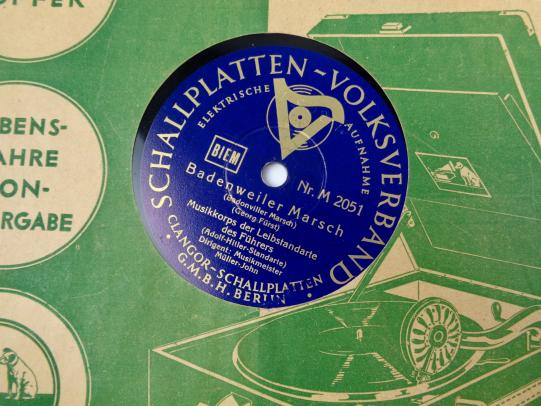 PFER
BENS-
AHRE
ON-
RGABE
SCHALLPLATTEN-VOLKSVERBAND
ELEKTRISCHE AUFNAHME
BIEM
Nr. M 2051
Badenweiler Marsch
(Badonviller Marsch)
(Georg Fürst)
Musikkorps der Leibstandarte
des Führers
(Adolf-Hitler-Standarte)
Dirigent: Musikmeister
Müller-John
CLANGOR-SCHALLPLATTEN
G.M.B.H. BERLIN